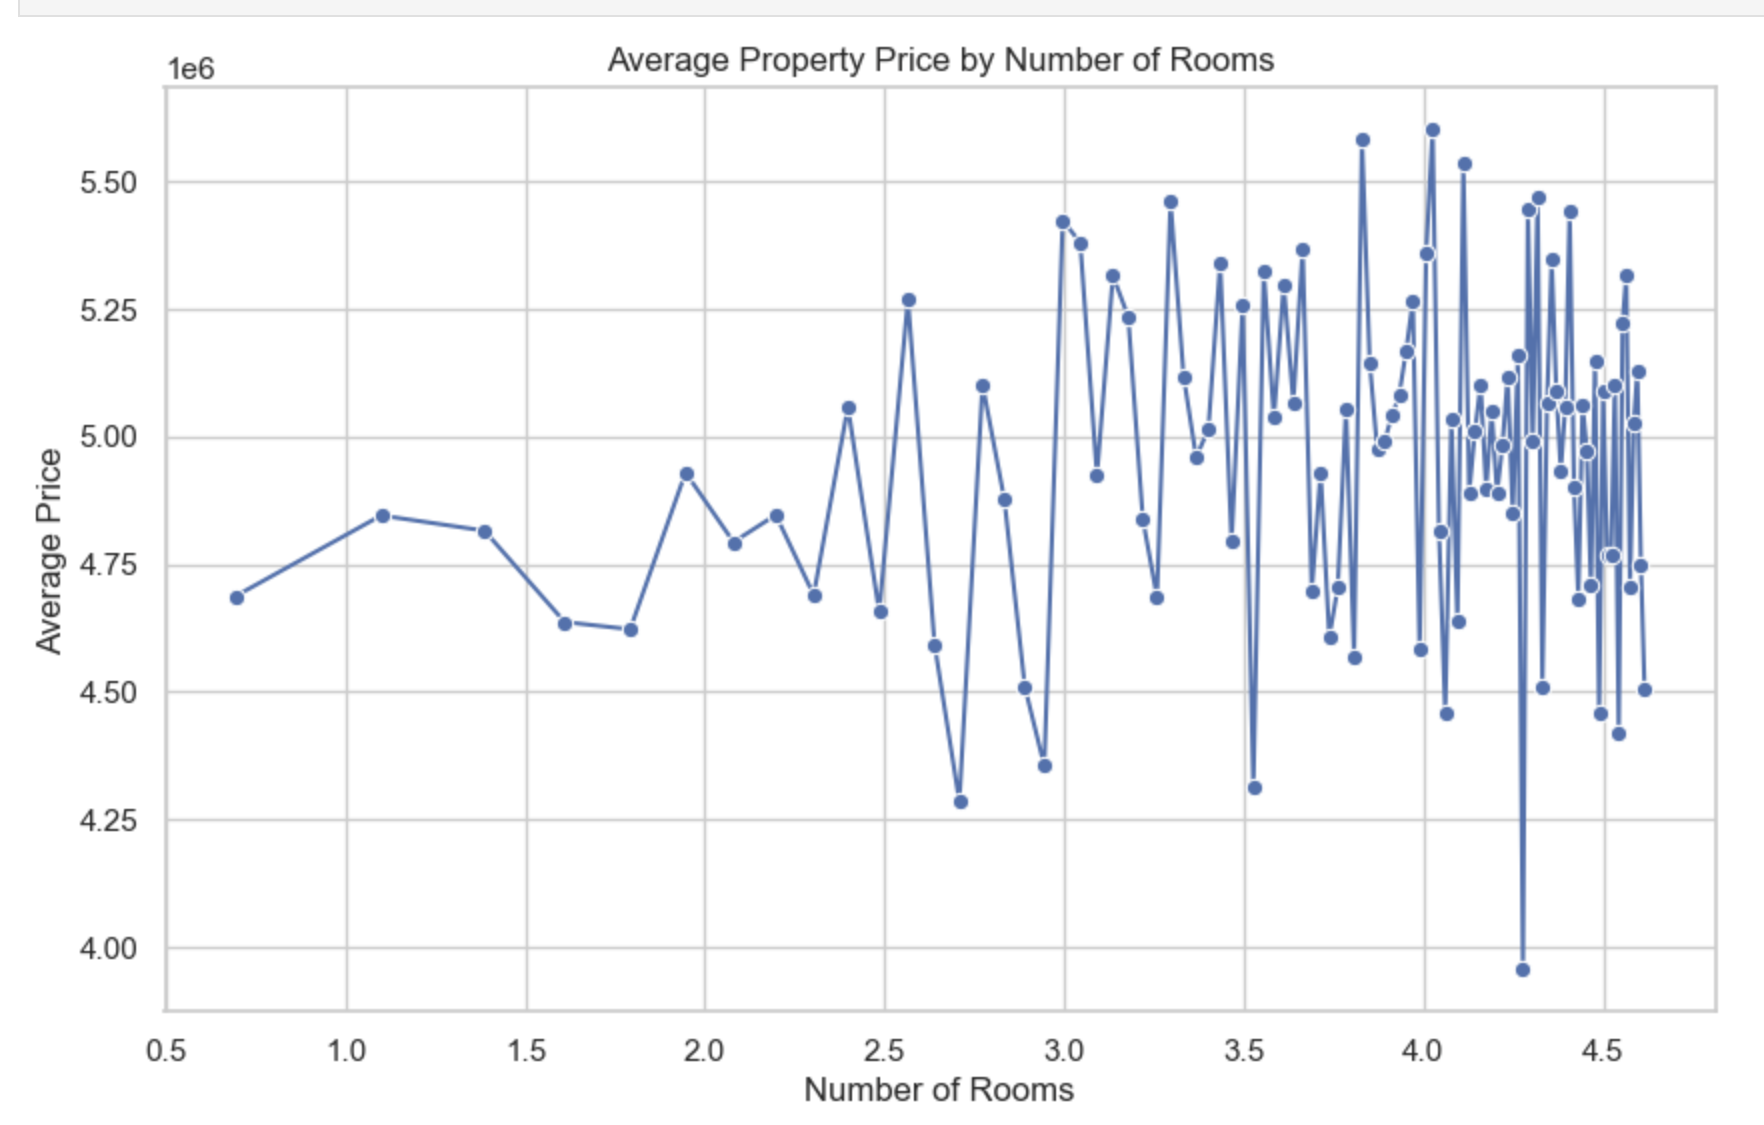 Average Property Price by Number of Rooms
1e6
5.50
5.25
5.00
4.75
4.50
4.25
4.00
Average Price
0.5 1.0 1.5 2.0 2.5 3.0 3.5 4.0 4.5
Number of Rooms